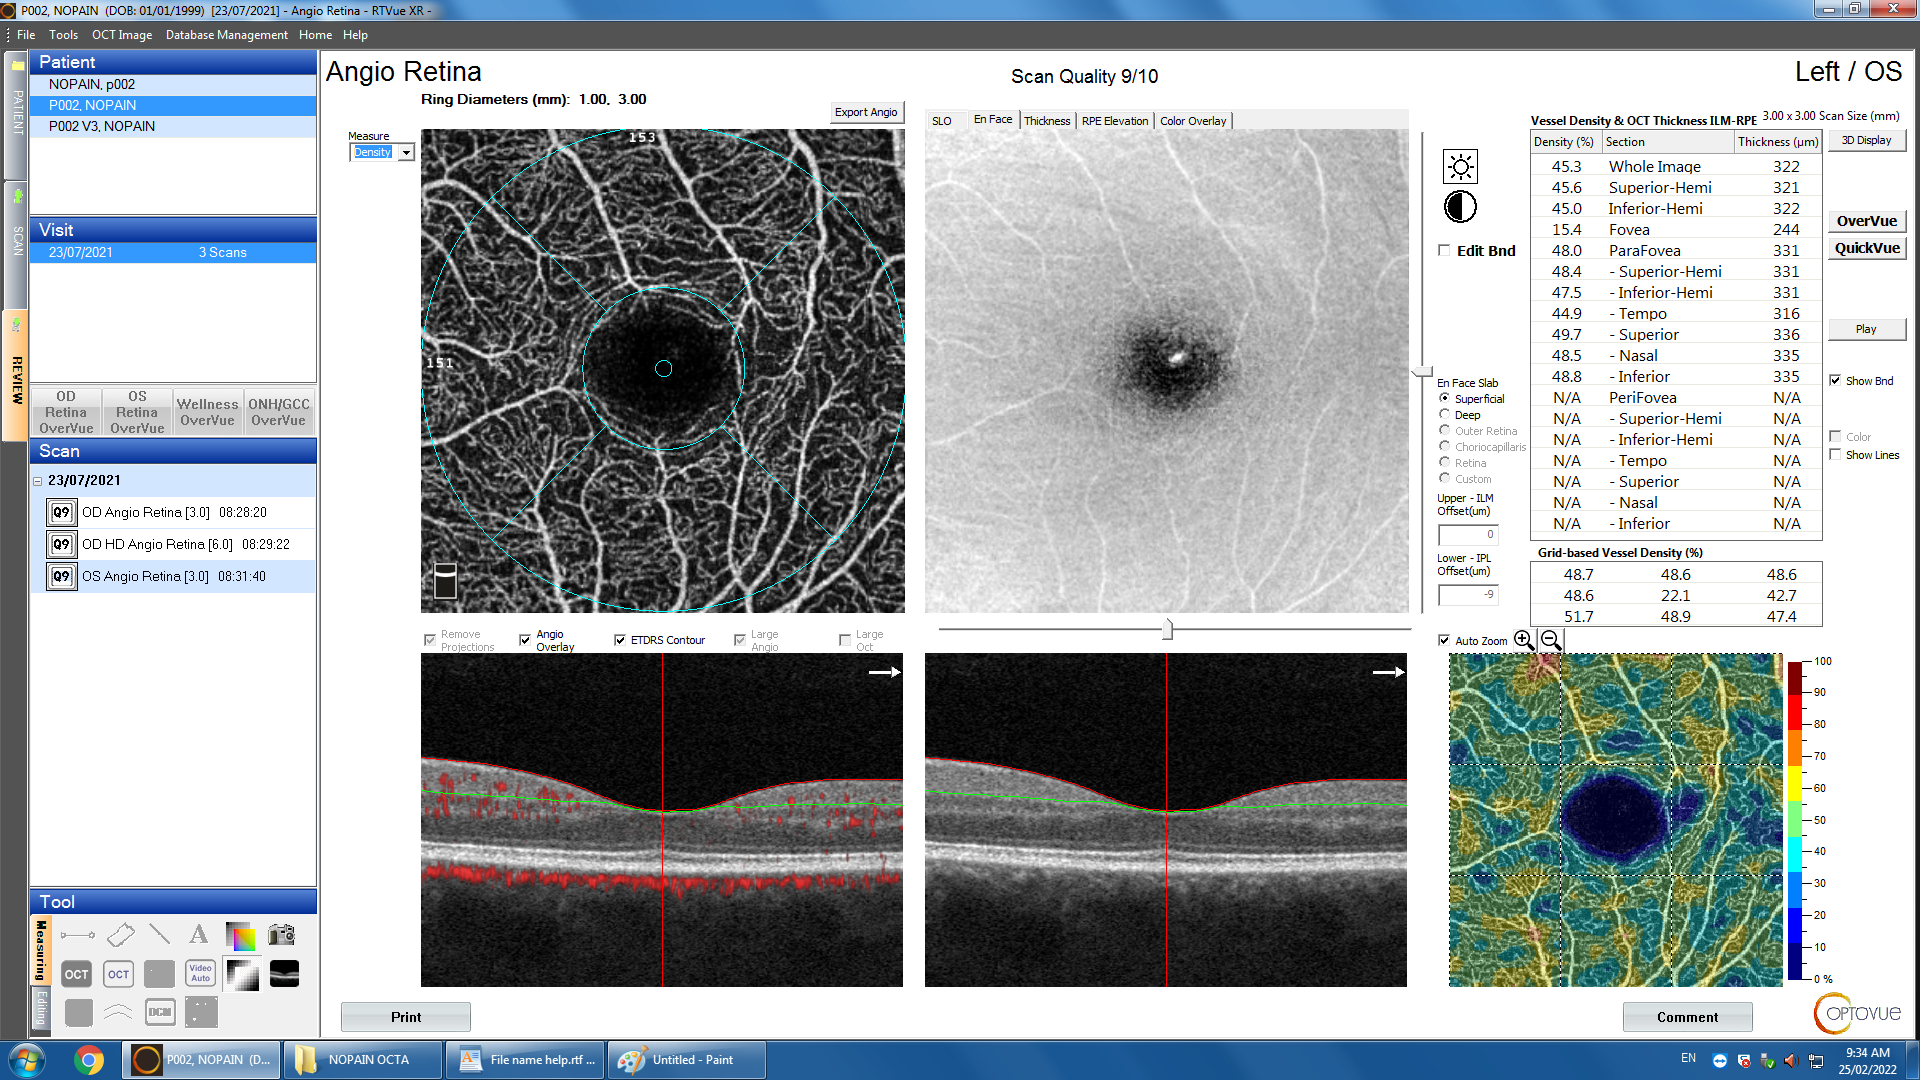 P002, NOPAIN  (DOB: 01/01/1999)  [23/07/2021] - Angio Retina - RTVue XR -
File Tools OCT Image Database Management Home Help
PATIENT
SCAN
REVIEW
Patient
NOPAIN, p002
P002, NOPAIN
P002 V3, NOPAIN
Visit
23/07/2021 3 Scans
OD Retina OverVue
OS Retina OverVue
Wellness OverVue
ONH/GCC OverVue
Scan
23/07/2021
Q9 OD Angio Retina [3.0] 08:28:20
Q9 OD HD Angio Retina [6.0] 08:29:22
Q9 OS Angio Retina [3.0] 08:31:40
Tool
Measuring
Editing
A
OCT OCT Video Auto
DCM
Angio Retina
Scan Quality 9/10
Left / OS
Ring Diameters (mm): 1.00, 3.00
Export Angio
Measure
Density
153
151
SLO En Face Thickness RPE Elevation Color Overlay
Edit Bnd
En Face Slab
Superficial
Deep
Outer Retina
Choriocapillaris
Retina
Custom
Upper - ILM
Offset(um)
0
Lower - IPL
Offset(um)
-9
Vessel Density & OCT Thickness ILM-RPE 3.00 x 3.00 Scan Size (mm)
Density (%) Section Thickness (µm)
45.3 Whole Image 322
45.6 Superior-Hemi 321
45.0 Inferior-Hemi 322
15.4 Fovea 244
48.0 ParaFovea 331
48.4 - Superior-Hemi 331
47.5 - Inferior-Hemi 331
44.9 - Tempo 316
49.7 - Superior 336
48.5 - Nasal 335
48.8 - Inferior 335
N/A PeriFovea N/A
N/A - Superior-Hemi N/A
N/A - Inferior-Hemi N/A
N/A - Tempo N/A
N/A - Superior N/A
N/A - Nasal N/A
N/A - Inferior N/A
Grid-based Vessel Density (%)
48.7 48.6 48.6
48.6 22.1 42.7
51.7 48.9 47.4
3D Display
OverVue
QuickVue
Play
Show Bnd
Color
Show Lines
Remove Projections
Angio Overlay
ETDRS Contour
Large Angio
Large Oct
Auto Zoom
100
90
80
70
60
50
40
30
20
10
0 %
Print
Comment
OPTOVUE
P002, NOPAIN (D...
NOPAIN OCTA
File name help.rtf ...
Untitled - Paint
EN
9:34 AM
25/02/2022